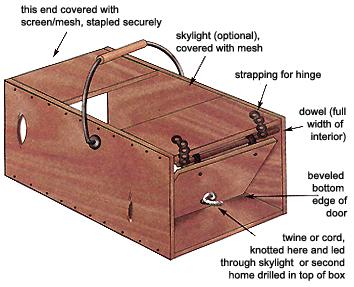 this end covered with
screen/mesh, stapled securely
skylight (optional),
covered with mesh
strapping for hinge
dowel (full
width of
interior)
beveled
bottom
edge of
door
twine or cord,
knotted here and led
through skylight or second
home drilled in top of box